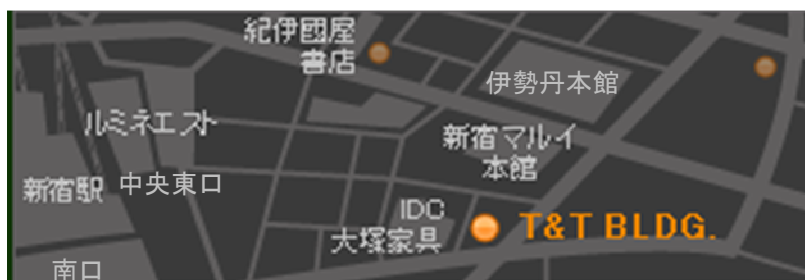 紀伊國屋
書店
伊勢丹本館
ルミネエスト
新宿マルイ
本館
新宿駅
中央東口
IDC
大塚家具
T&T BLDG.
南口